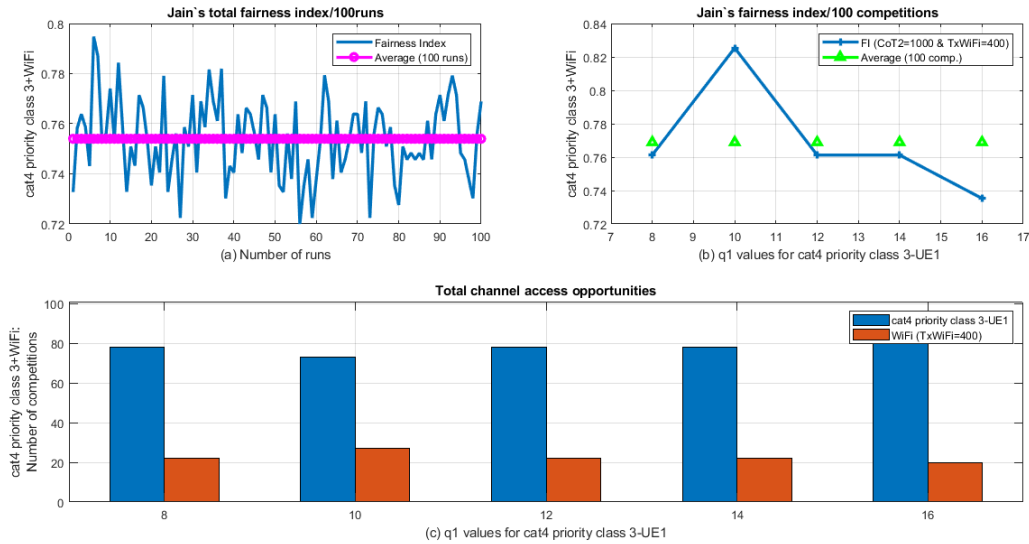 Jain`s total fairness index/100runs
cat4 priority class 3+WiFi
0.8
0.78
0.76
0.74
0.72
Fairness Index
Average (100 runs)
0 10 20 30 40 50 60 70 80 90 100
(a) Number of runs
Jain`s fairness index/100 competitions
cat4 priority class 3+WiFi
0.84
0.82
0.8
0.78
0.76
0.74
0.72
FI (CoT2=1000 & TxWiFi=400)
Average (100 comp.)
7 8 9 10 11 12 13 14 15 16 17
(b) q1 values for cat4 priority class 3-UE1
Total channel access opportunities
cat4 priority class 3+WiFi:
Number of competitions
100
80
60
40
20
0
cat4 priority class 3-UE1
WiFi (TxWiFi=400)
8 10 12 14 16
(c) q1 values for cat4 priority class 3-UE1